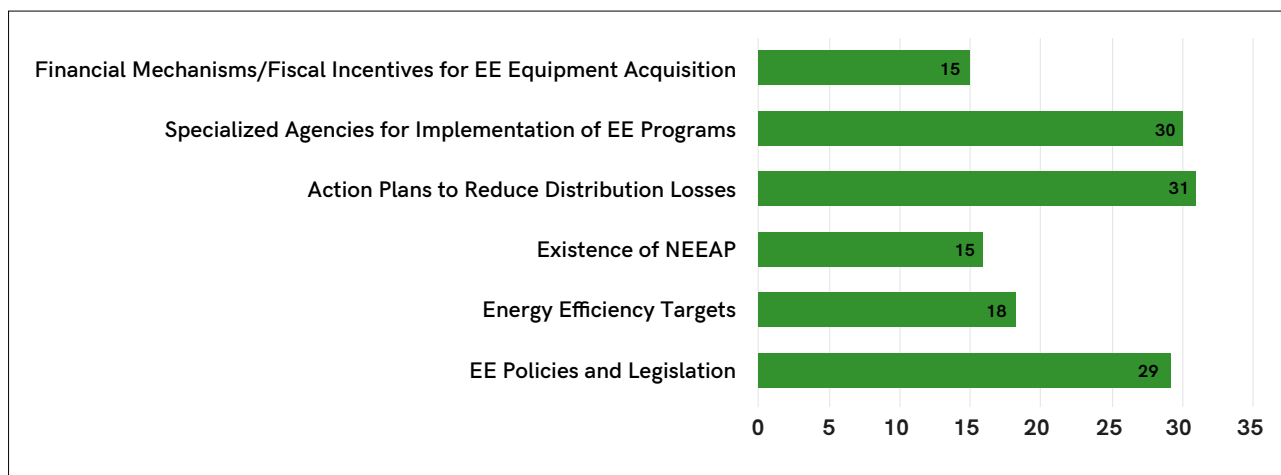 Financial Mechanisms/Fiscal Incentives for EE Equipment Acquisition 15
Specialized Agencies for Implementation of EE Programs 30
Action Plans to Reduce Distribution Losses 31
Existence of NEEAP 15
Energy Efficiency Targets 18
EE Policies and Legislation 29
0 5 10 15 20 25 30 35